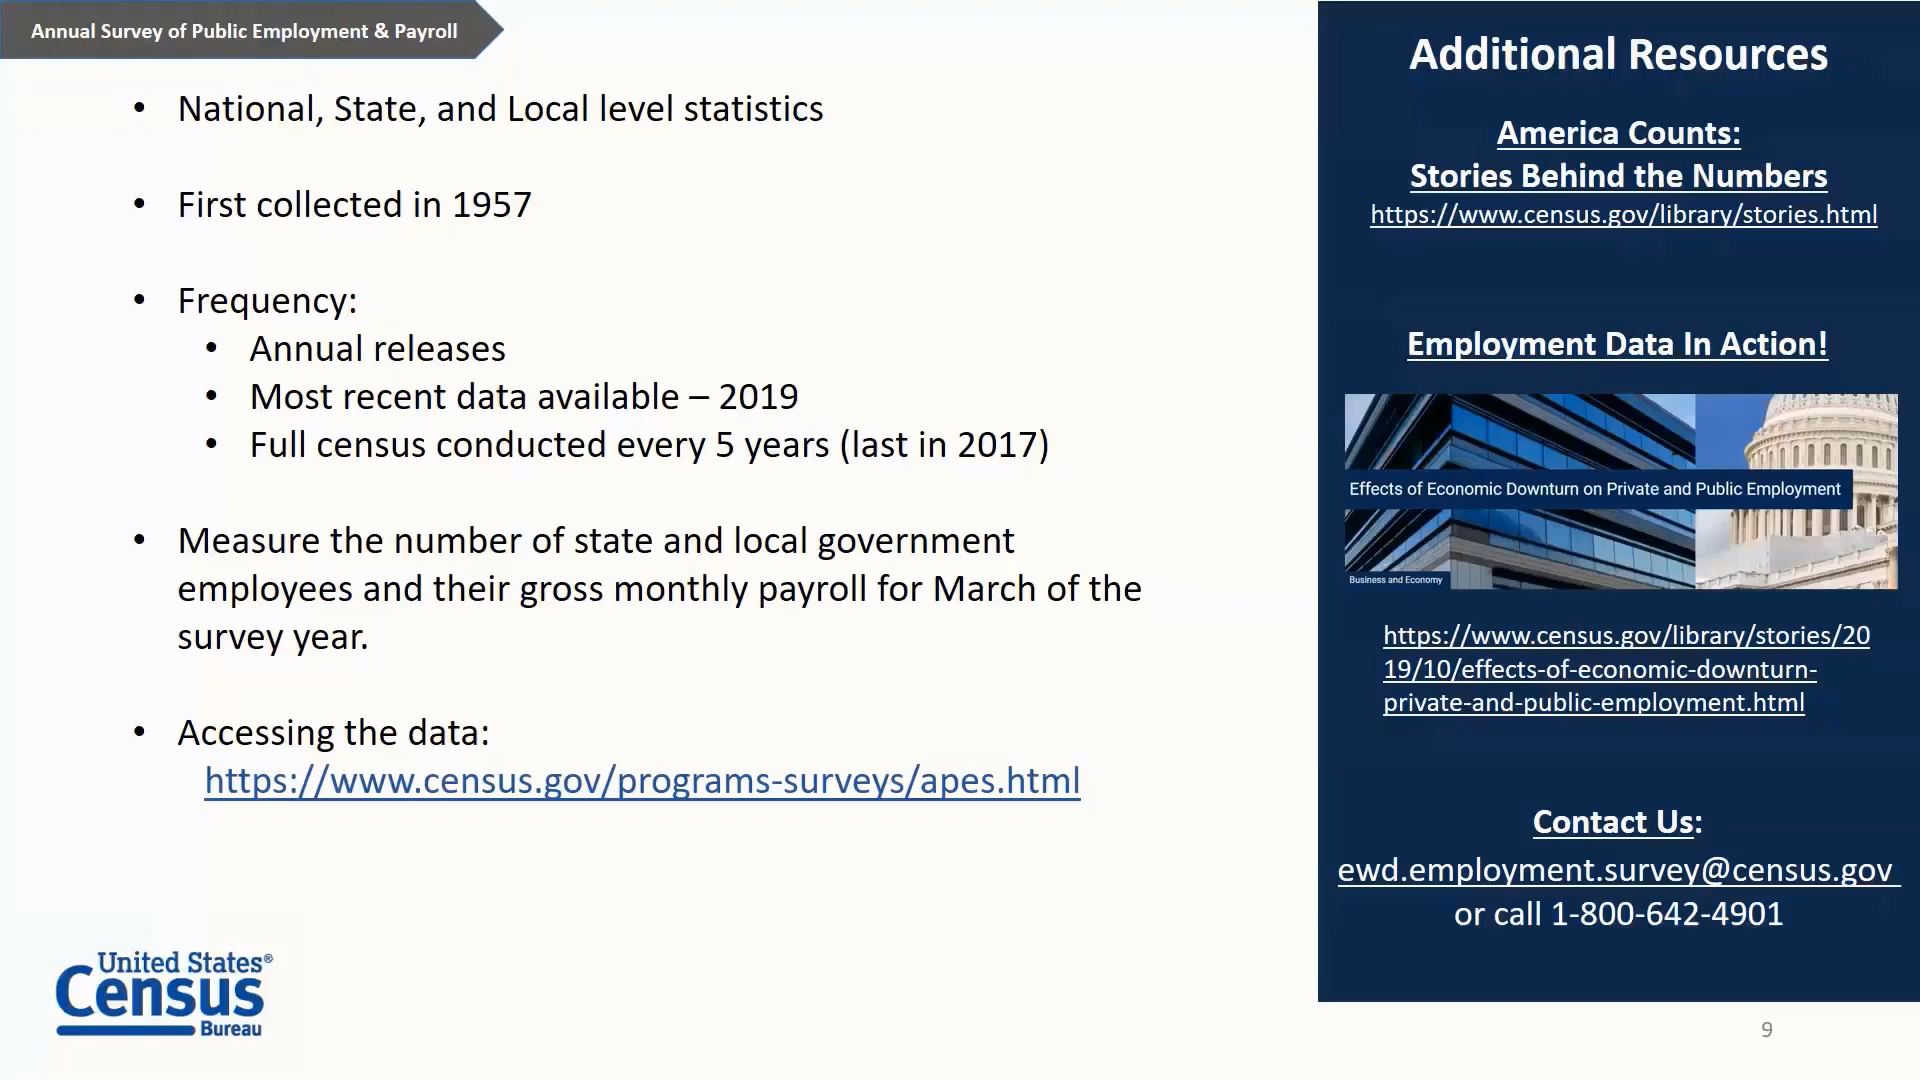 Annual Survey of Public Employment & Payroll
• National, State, and Local level statistics
• First collected in 1957
• Frequency:
• Annual releases
• Most recent data available – 2019
• Full census conducted every 5 years (last in 2017)
• Measure the number of state and local government
employees and their gross monthly payroll for March of the
survey year.
• Accessing the data:
https://www.census.gov/programs-surveys/apes.html
United States®
Census
Bureau
Additional Resources
America Counts:
Stories Behind the Numbers
https://www.census.gov/library/stories.html
Employment Data In Action!
Effects of Economic Downturn on Private and Public Employment
Business and Economy
https://www.census.gov/library/stories/20
19/10/effects-of-economic-downturn-
private-and-public-employment.html
Contact Us:
ewd.employment.survey@census.gov
or call 1-800-642-4901
9